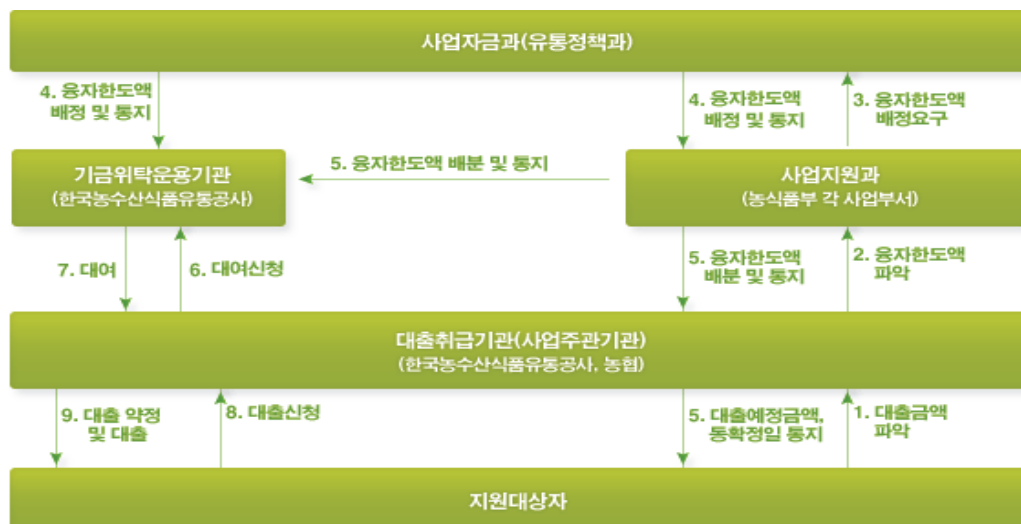 사업자금과(유통정책과)
4. 융자한도액
배정 및 통지
4. 융자한도액
배정 및 통지
3. 융자한도액
배정요구
기금위탁운용기관
(한국농수산식품유통공사)
5. 융자한도액 배분 및 통지
사업지원과
(농식품부 각 사업부서)
7. 대여
6. 대여신청
5. 융자한도액
배분 및 통지
2. 융자한도액
파악
대출취급기관(사업주관기관)
(한국농수산식품유통공사, 농협)
9. 대출 약정
및 대출
8. 대출신청
5. 대출예정금액,
동확정일 통지
1. 대출금액
파악
지원대상자